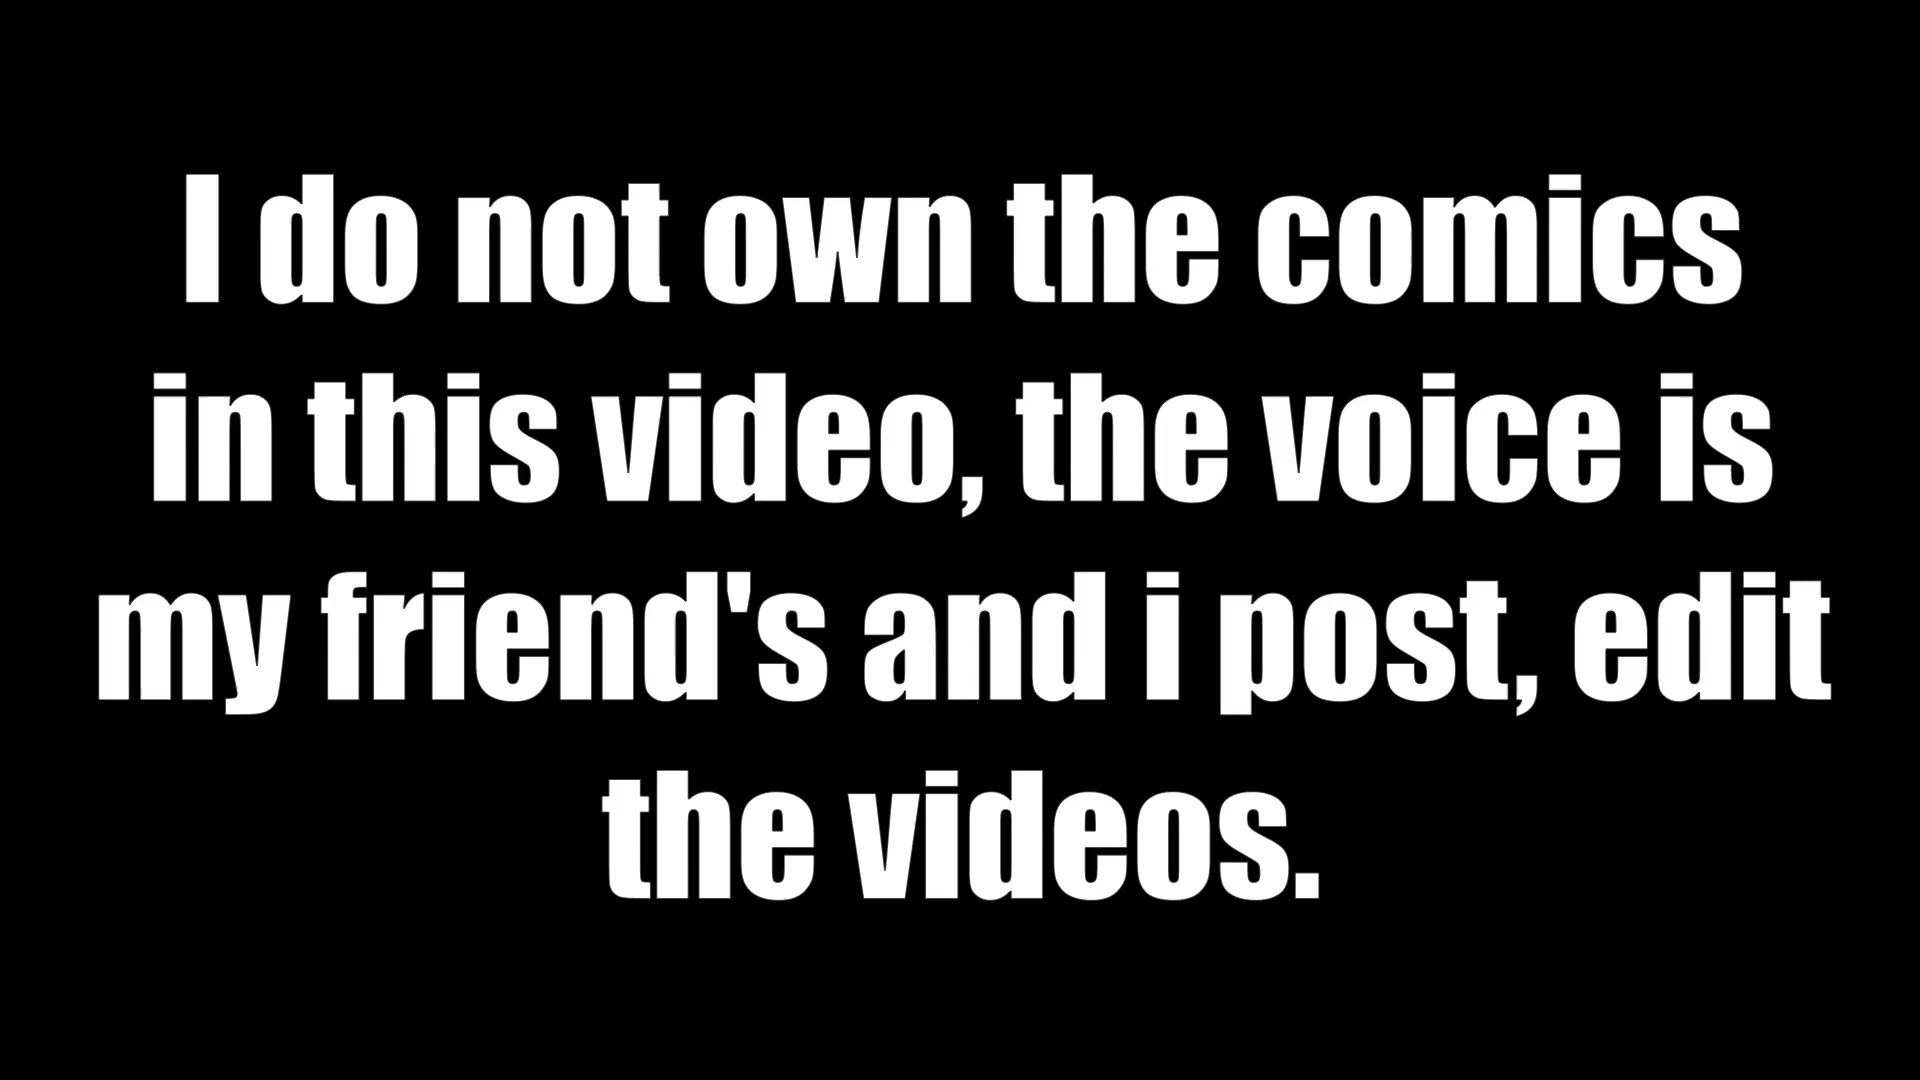 I do not own the comics
in this video, the voice is
my friend's and i post, edit
the videos.